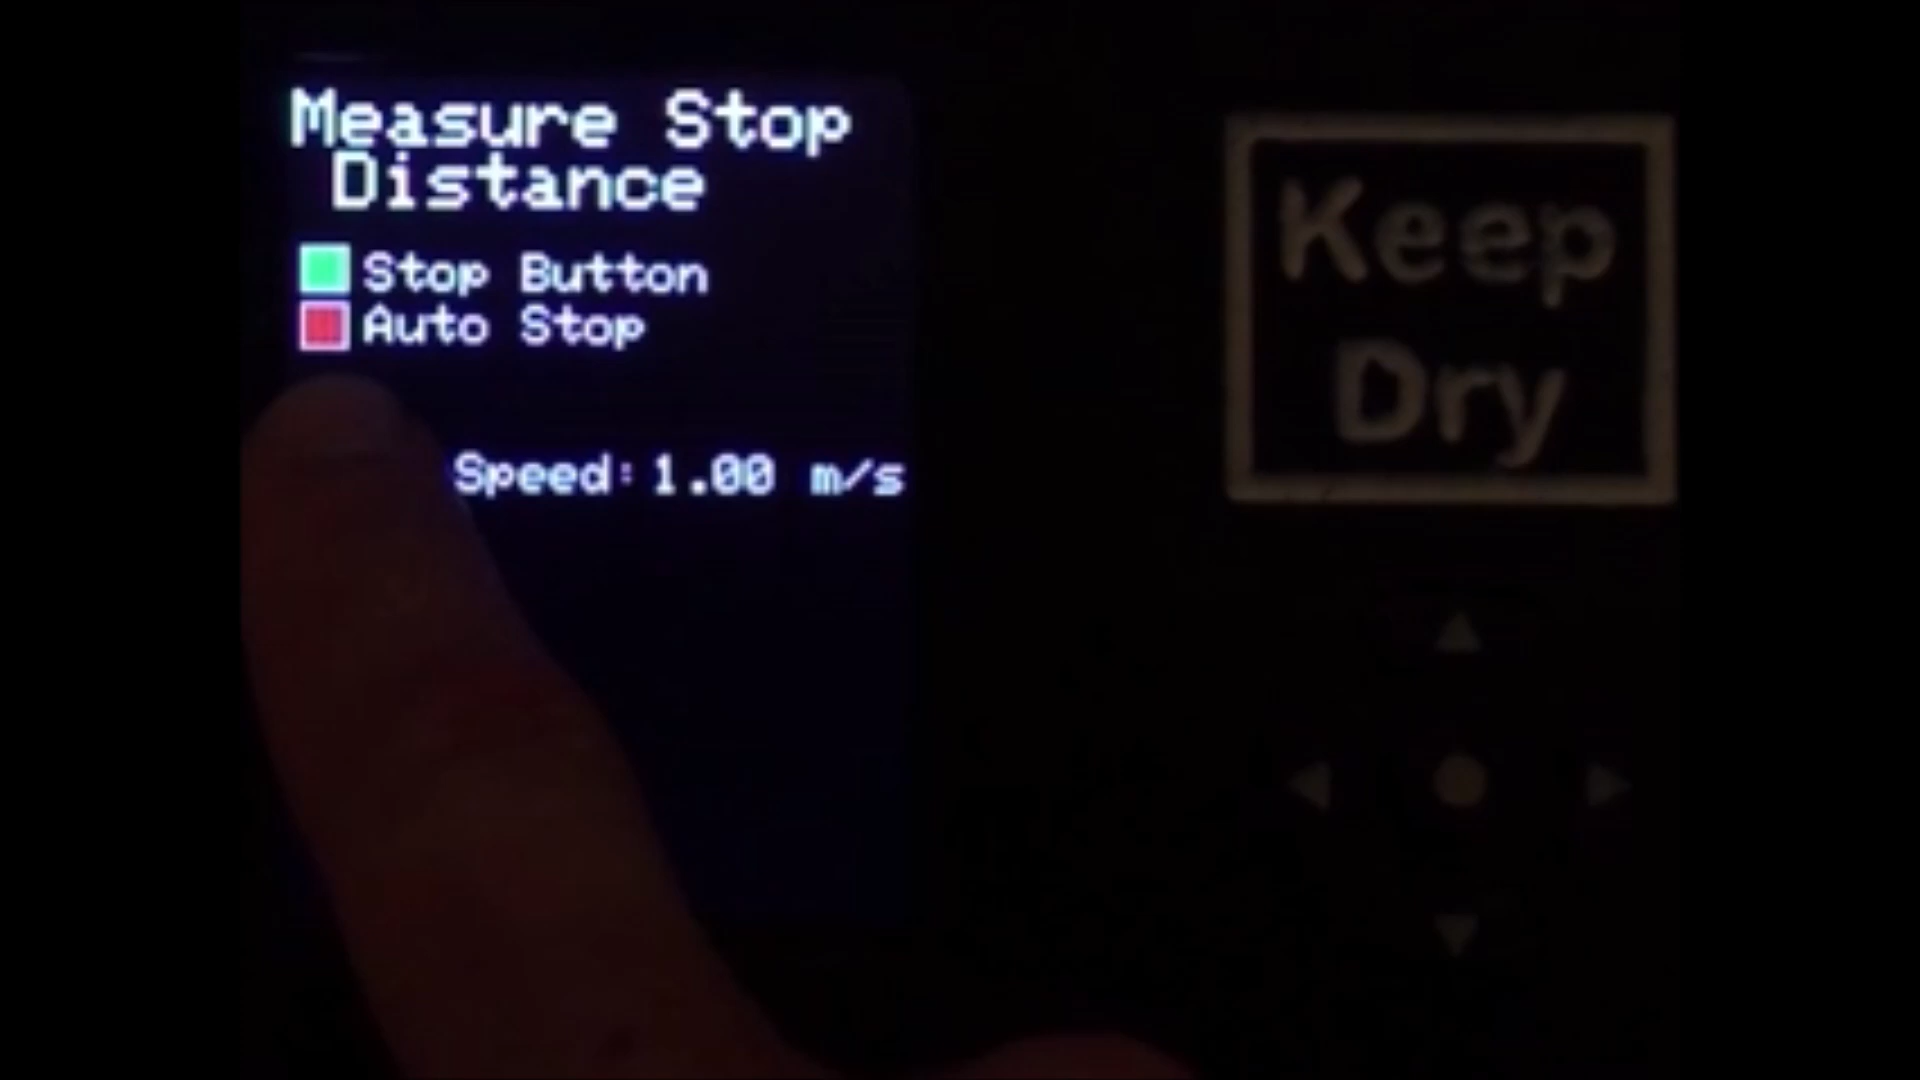 Measure Stop
Distance
Stop Button
Auto Stop
Speed: 1.00 m/s
Keep
Dry